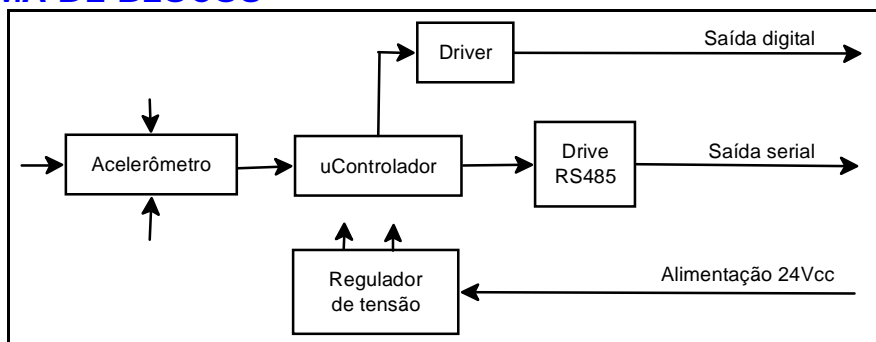 Saída digital
Driver
Acelerômetro
uControlador
Drive
RS485
Saída serial
Regulador
de tensão
Alimentação 24Vcc